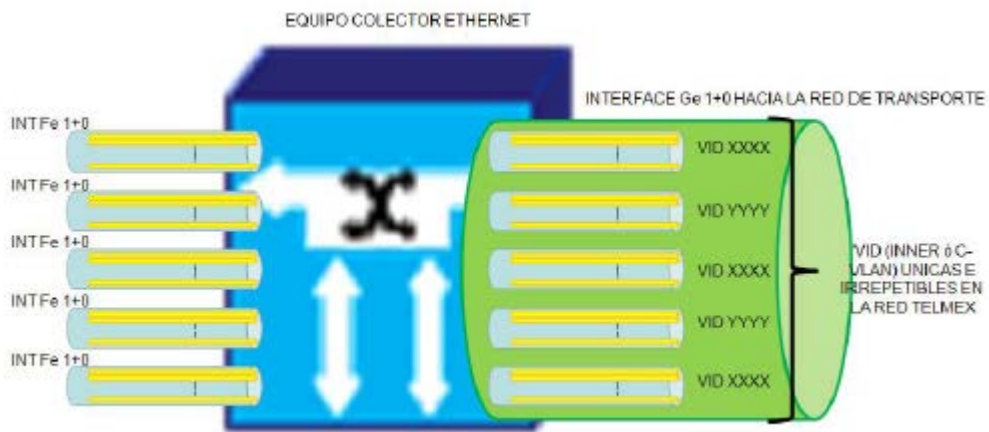 EQUIPO COLECTOR ETHERNET
INTERFACE Ge 1+0 HACIA LA RED DE TRANSPORTE
INT Fe 1+0
VID XXXX
INT Fe 1+0
VID YYYY
INT Fe 1+0
VID XXXX
INT Fe 1+0
VID YYYY
INT Fe 1+0
VID XXXX
VID (INNER ó C-
VLAN) UNICAS E
IRREPETIBLES EN
LA RED TELMEX